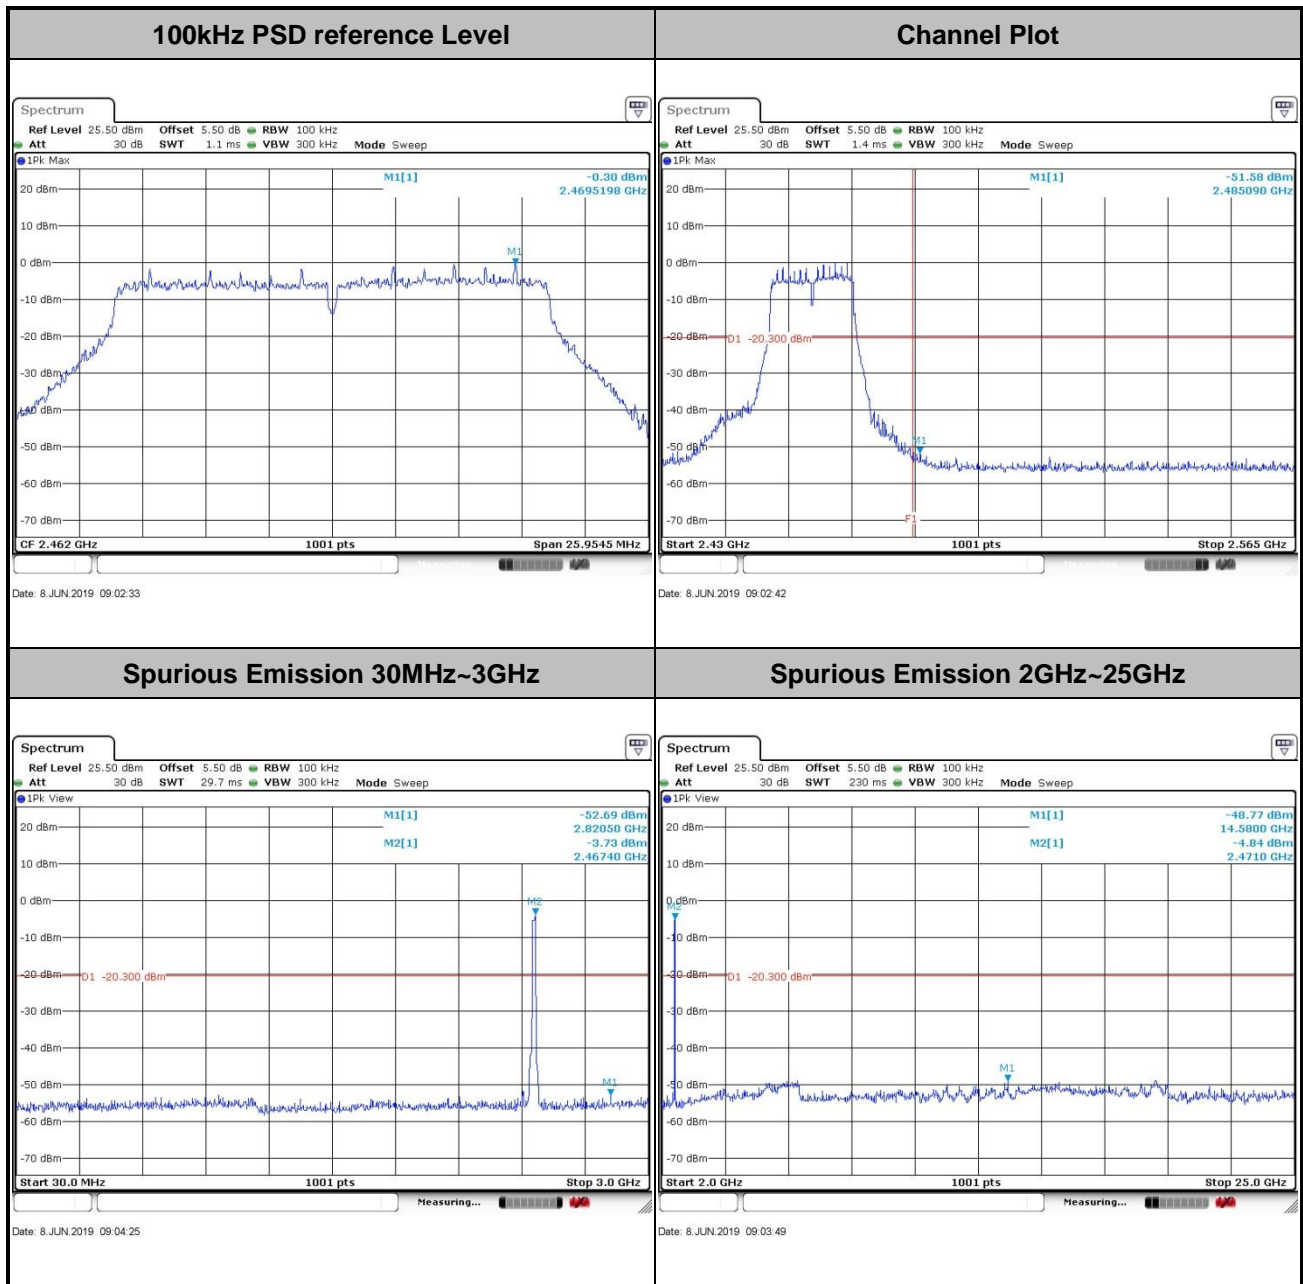 100kHz PSD reference Level
Spectrum
Ref Level 25.50 dBm Offset 5.50 dB RBW 100 kHz
Att 30 dB SWT 1.1 ms VBW 300 kHz Mode Sweep
1Pk Max
M1[1] -0.30 dBm
2.4695198 GHz
20 dBm
10 dBm
M1
0 dBm
-10 dBm
-20 dBm
-30 dBm
-40 dBm
-50 dBm
-60 dBm
-70 dBm
CF 2.462 GHz 1001 pts Span 25.9545 MHz
Measuring...
Date: 8.JUN.2019 09:02:33
Channel Plot
Spectrum
Ref Level 25.50 dBm Offset 5.50 dB RBW 100 kHz
Att 30 dB SWT 1.4 ms VBW 300 kHz Mode Sweep
1Pk Max
M1[1] -51.58 dBm
2.485090 GHz
20 dBm
10 dBm
0 dBm
-10 dBm
-20 dBm D1 -20.300 dBm
-30 dBm
-40 dBm
-50 dBm M1
-60 dBm
-70 dBm F1
Start 2.43 GHz 1001 pts Stop 2.565 GHz
Measuring...
Date: 8.JUN.2019 09:02:42
Spurious Emission 30MHz~3GHz
Spectrum
Ref Level 25.50 dBm Offset 5.50 dB RBW 100 kHz
Att 30 dB SWT 29.7 ms VBW 300 kHz Mode Sweep
1Pk View
M1[1] -52.69 dBm
2.82050 GHz
20 dBm
M2[1] -3.73 dBm
2.46740 GHz
10 dBm
0 dBm M2
-10 dBm
-20 dBm D1 -20.300 dBm
-30 dBm
-40 dBm
-50 dBm M1
-60 dBm
-70 dBm
Start 30.0 MHz 1001 pts Stop 3.0 GHz
Measuring...
Date: 8.JUN.2019 09:04:25
Spurious Emission 2GHz~25GHz
Spectrum
Ref Level 25.50 dBm Offset 5.50 dB RBW 100 kHz
Att 30 dB SWT 230 ms VBW 300 kHz Mode Sweep
1Pk View
M1[1] -48.77 dBm
14.5800 GHz
20 dBm
M2[1] -4.84 dBm
2.4710 GHz
10 dBm
0 dBm
M2
-10 dBm
-20 dBm D1 -20.300 dBm
-30 dBm
-40 dBm
M1
-50 dBm
-60 dBm
-70 dBm
Start 2.0 GHz 1001 pts Stop 25.0 GHz
Measuring...
Date: 8.JUN.2019 09:03:49